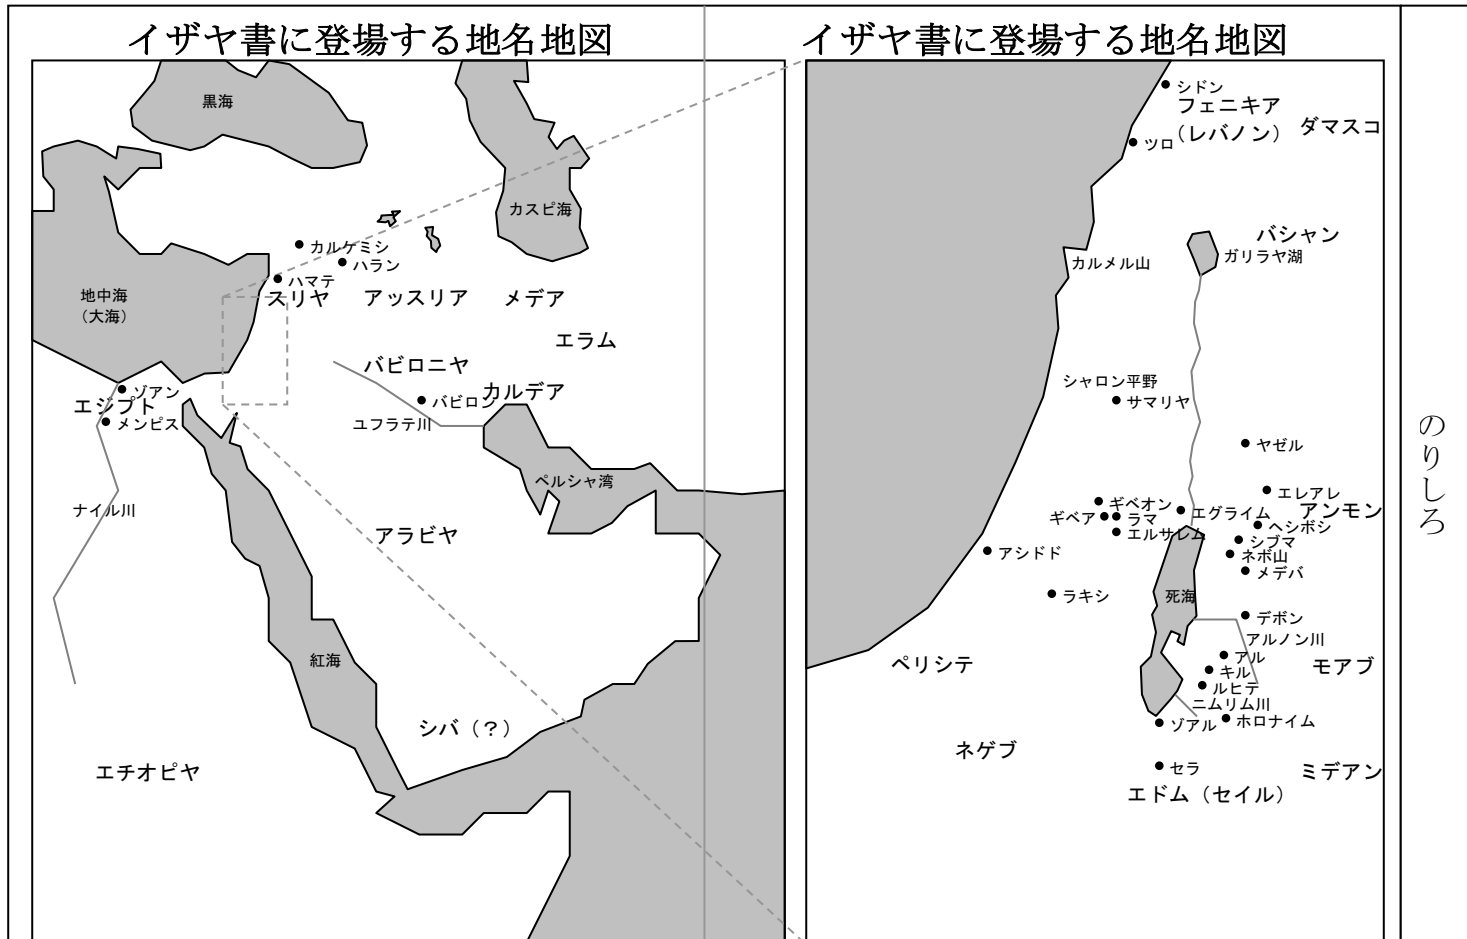 イザヤ書に登場する地名地図
黒海
カスピ海
カルケミシ
ハラン
ハマテ
スリヤ
アッスリア
メデア
地中海
（大海）
エラム
バビロニヤ
カルデア
ゾアン
エジプト
メンピス
バビロン
ユフラテ川
ペルシャ湾
ナイル川
アラビヤ
紅海
シバ（？）
エチオピヤ
イザヤ書に登場する地名地図
シドン
フェニキア
（レバノン）
ダマスコ
ツロ
バシャン
ガリラヤ湖
カルメル山
シャロン平野
サマリヤ
ヤゼル
エレアレ
ギベオン
アンモン
ギベア
ラマ
エグライム
ヘシボン
エルサレム
シブマ
アシドド
ネボ山
メデバ
ラキシ
死海
デボン
アルノン川
ペリシテ
アル
モアブ
キル
ルヒテ
ニムリム川
ゾアル
ホロナイム
ネゲブ
セラ
ミデアン
エドム（セイル）
のりしろ